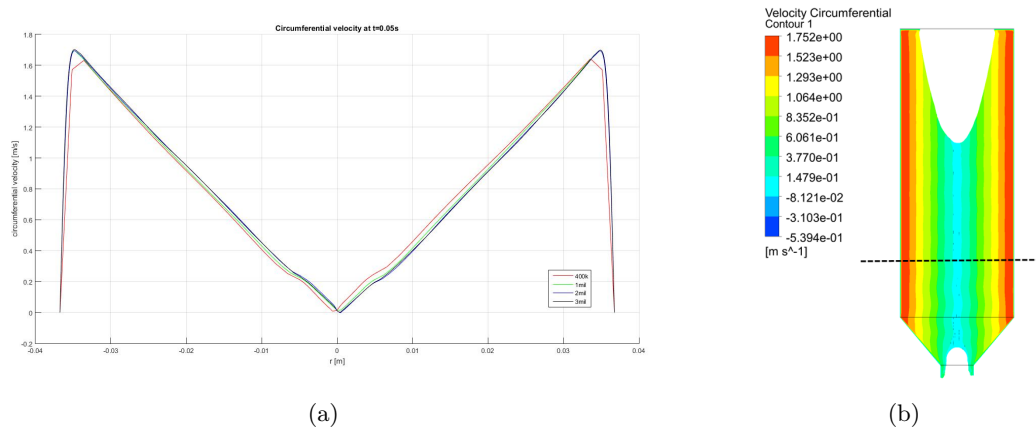 Circumferential velocity at t=0.05s
circumferential velocity [m/s]
1.8
1.6
1.4
1.2
1
0.8
0.6
0.4
0.2
0
-0.2
-0.04
-0.03
-0.02
-0.01
0
0.01
0.02
0.03
0.04
r [m]
400k
1mil
2mil
3mil
(a)
Velocity Circumferential
Contour 1
1.752e+00
1.523e+00
1.293e+00
1.064e+00
8.352e-01
6.061e-01
3.770e-01
1.479e-01
-8.121e-02
-3.103e-01
-5.394e-01
[m s^-1]
(b)